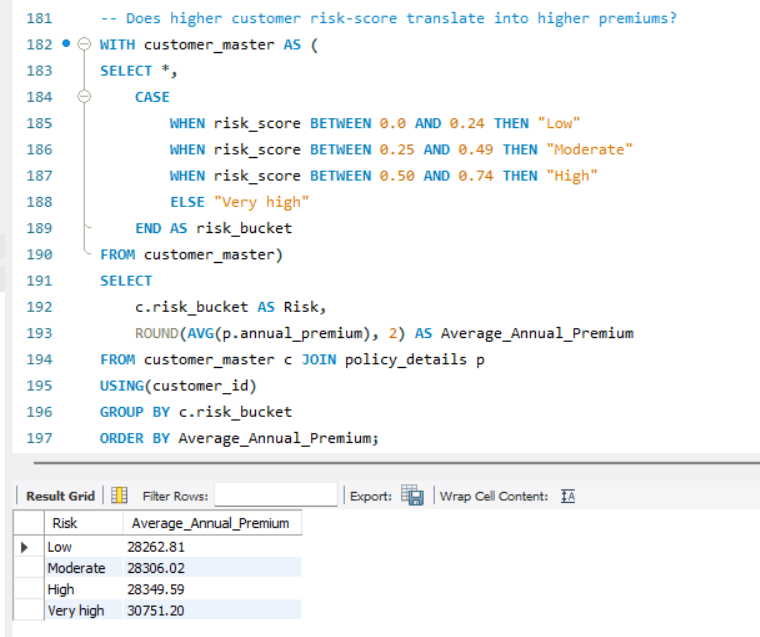 181 -- Does higher customer risk-score translate into higher premiums?
182 WITH customer_master AS (
183 SELECT *,
184 CASE
185 WHEN risk_score BETWEEN 0.0 AND 0.24 THEN "Low"
186 WHEN risk_score BETWEEN 0.25 AND 0.49 THEN "Moderate"
187 WHEN risk_score BETWEEN 0.50 AND 0.74 THEN "High"
188 ELSE "Very high"
189 END AS risk_bucket
190 FROM customer_master)
191 SELECT
192 c.risk_bucket AS Risk,
193 ROUND(AVG(p.annual_premium), 2) AS Average_Annual_Premium
194 FROM customer_master c JOIN policy_details p
195 USING(customer_id)
196 GROUP BY c.risk_bucket
197 ORDER BY Average_Annual_Premium;
Result Grid Filter Rows: Export: Wrap Cell Content: IA
Risk Average_Annual_Premium
Low 28262.81
Moderate 28306.02
High 28349.59
Very high 30751.20